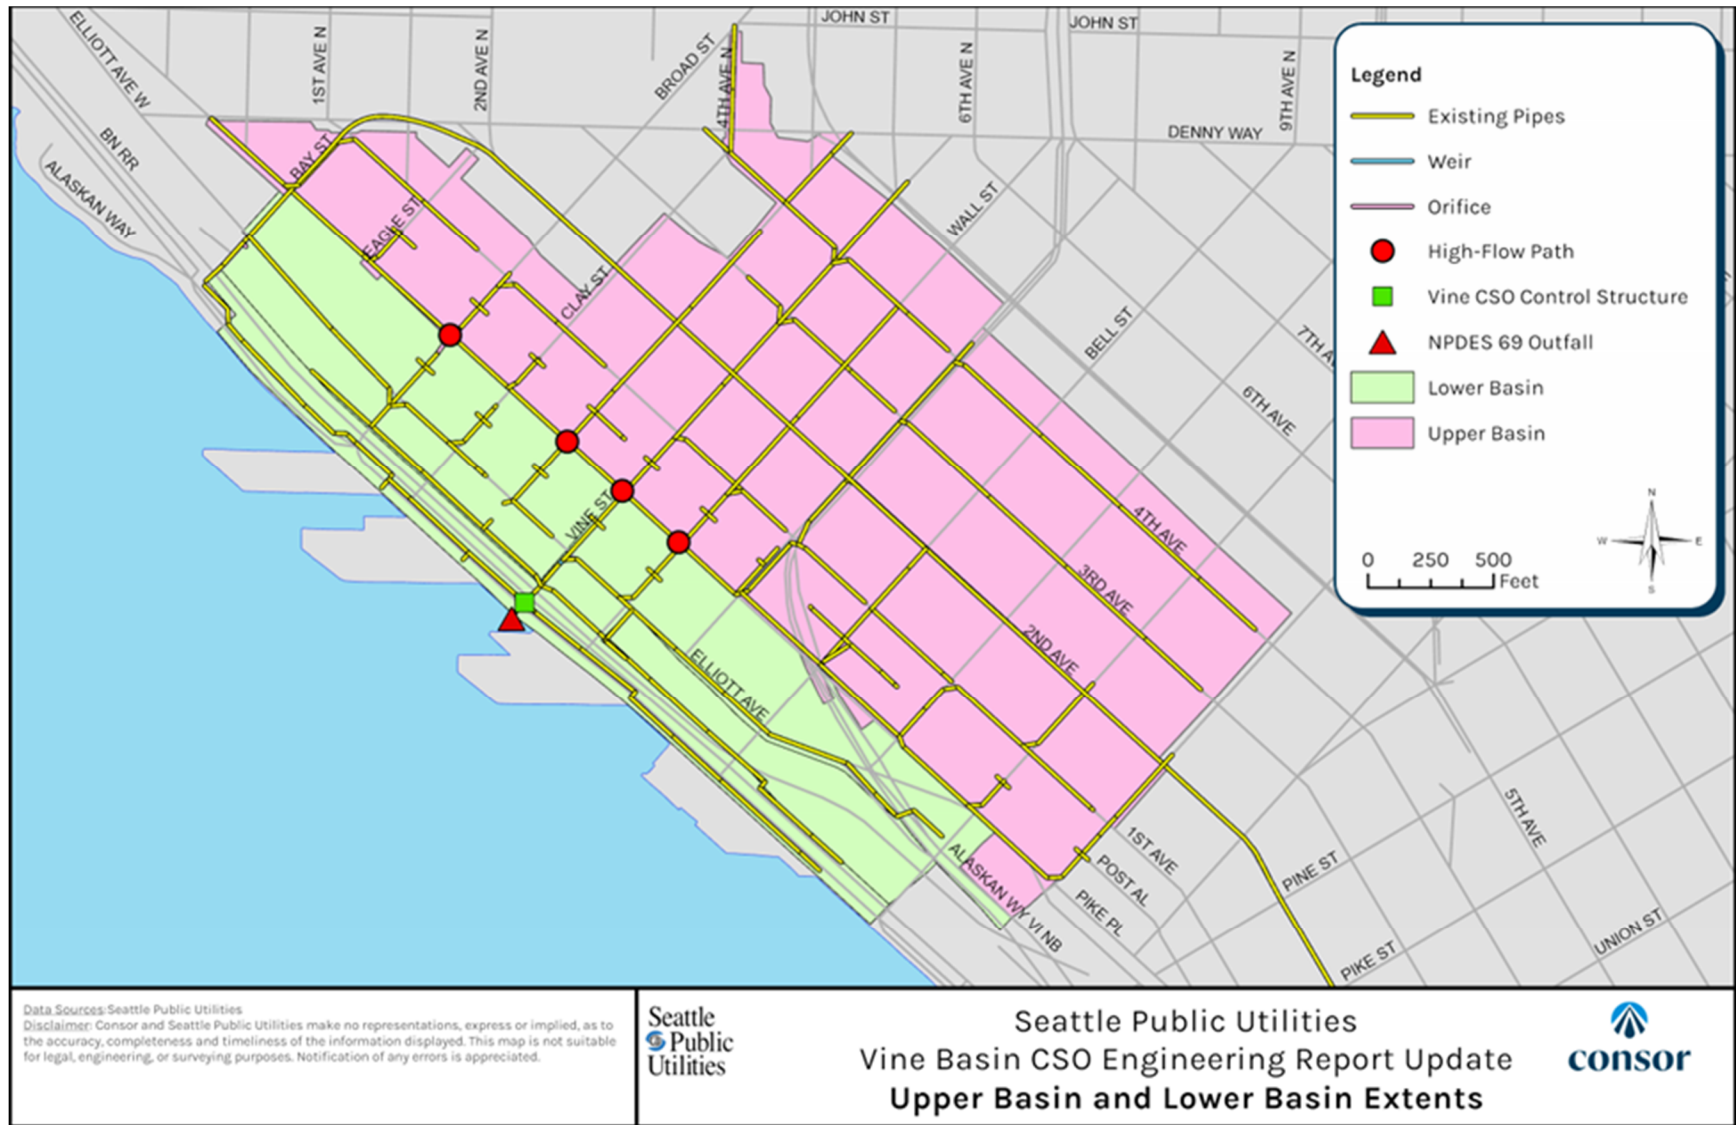 ELLIOTT AVE W
1ST AVE N
2ND AVE N
BROAD ST
4TH AVE N
JOHN ST
JOHN ST
6TH AVE N
9TH AVE N
DENNY WAY
BN RR
ALASKAN WAY
BAY ST
EAGLE ST
CLAY ST
WALL ST
BELL ST
7TH AV
6TH AVE
VINE ST
4TH AVE
3RD AVE
2ND AVE
ELLIOTT AVE
ALASKAN WY VI NB
1ST AVE
POST AL
PIKE PL
5TH AVE
PINE ST
PIKE ST
UNION ST
Legend
Existing Pipes
Weir
Orifice
High-Flow Path
Vine CSO Control Structure
NPDES 69 Outfall
Lower Basin
Upper Basin
N
W E
S
0 250 500
Feet
Data Sources:Seattle Public Utilities
Disclaimer: Consor and Seattle Public Utilities make no representations, express or implied, as to
the accuracy, completeness and timeliness of the information displayed. This map is not suitable
for legal, engineering, or surveying purposes. Notification of any errors is appreciated.
Seattle
Public
Utilities
Seattle Public Utilities
Vine Basin CSO Engineering Report Update
Upper Basin and Lower Basin Extents
consor